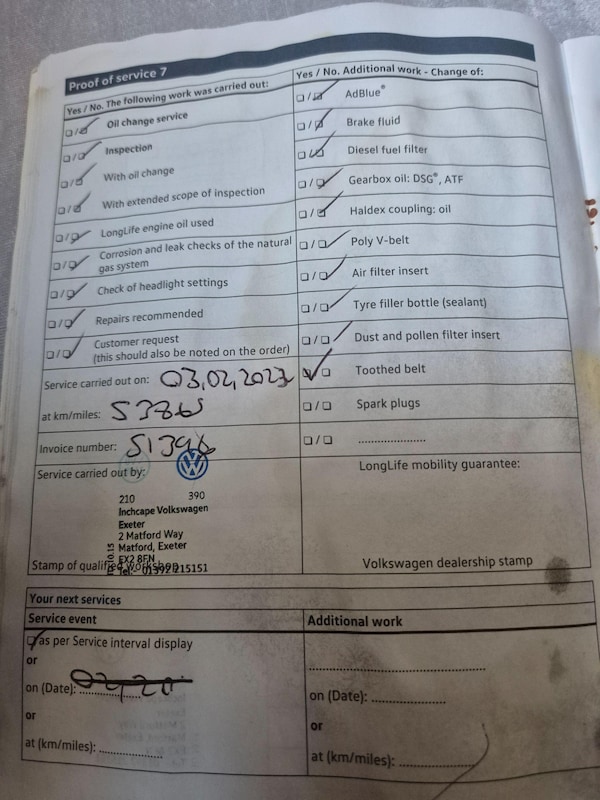 Proof of service 7
Yes / No. The following work was carried out:
Oil change service
Inspection
With oil change
With extended scope of inspection
LongLife engine oil used
Corrosion and leak checks of the natural
gas system
Check of headlight settings
Repairs recommended
Customer request
(this should also be noted on the order)
Service carried out on: 03,02,2023
at km/miles: 53865
Invoice number: 51396
Service carried out by:
210 390
Inchcape Volkswagen
Exeter
2 Matford Way
Matford, Exeter
EX2 8FN
Tel:- 01392 215151
Stamp of qualified workshop
Yes / No. Additional work - Change of:
AdBlue®
Brake fluid
Diesel fuel filter
Gearbox oil: DSG®, ATF
Haldex coupling: oil
Poly V-belt
Air filter insert
Tyre filler bottle (sealant)
Dust and pollen filter insert
Toothed belt
Spark plugs
......................
LongLife mobility guarantee:
Volkswagen dealership stamp
Your next services
Service event
as per Service interval display
or
on (Date):
or
at (km/miles): ................
Additional work
............................................
on (Date): ....................
or
at (km/miles): ....................